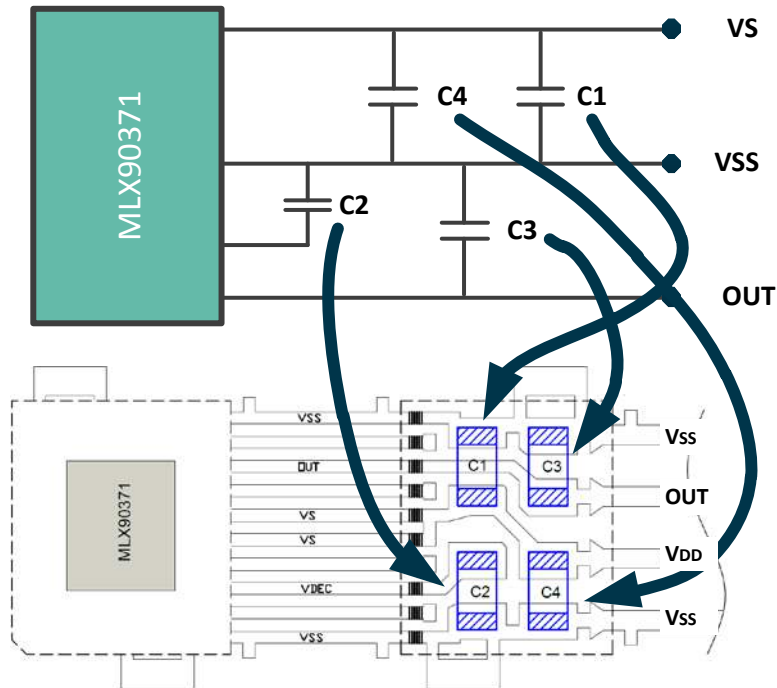 VS
C4
C1
MLX90371
VSS
C2
C3
OUT
VSS
Vss
C1
C3
OUT
OUT
MLX90371
VS
VS
VDD
VDEC
C2
C4
Vss
VSS